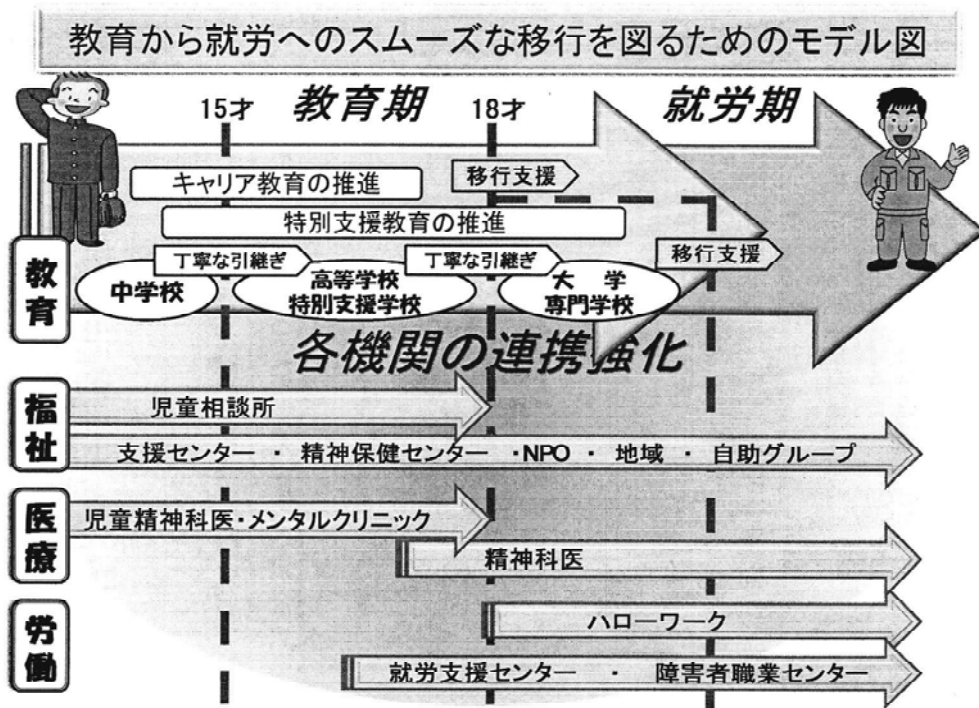 教育から就労へのスムーズな移行を図るためのモデル図
15才
教育期
18才
就労期
キャリア教育の推進
移行支援
特別支援教育の推進
丁寧な引継ぎ
丁寧な引継ぎ
移行支援
教育
中学校
高等学校
特別支援学校
大学
専門学校
各機関の連携強化
福祉
児童相談所
支援センター ・ 精神保健センター ・NPO ・ 地域 ・ 自助グループ
医療
児童精神科医・メンタルクリニック
精神科医
労働
ハローワーク
就労支援センター ・ 障害者職業センター